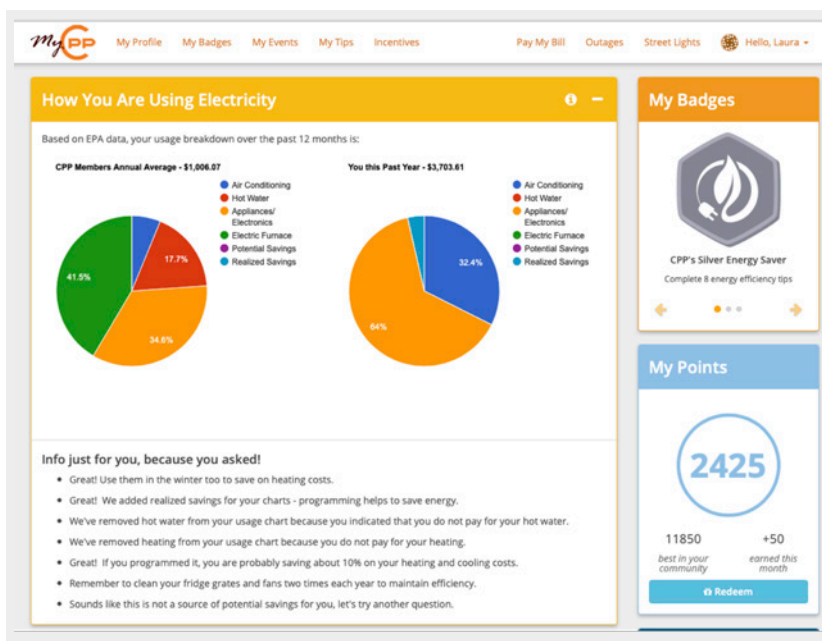 My CPP
My Profile My Badges My Events My Tips Incentives Pay My Bill Outages Street Lights Hello, Laura
How You Are Using Electricity
Based on EPA data, your usage breakdown over the past 12 months is:
CPP Members Annual Average - $1,006.07
Air Conditioning
Hot Water
Appliances/
Electronics
Electric Furnace
Potential Savings
Realized Savings
17.7%
41.5%
34.6%
You this Past Year - $3,703.61
Air Conditioning
Hot Water
Appliances/
Electronics
Electric Furnace
Potential Savings
Realized Savings
32.4%
64%
Info just for you, because you asked!
Great! Use them in the winter too to save on heating costs.
Great! We added realized savings for your charts - programming helps to save energy.
We've removed hot water from your usage chart because you indicated that you do not pay for your hot water.
We've removed heating from your usage chart because you do not pay for your heating.
Great! If you programmed it, you are probably saving about 10% on your heating and cooling costs.
Remember to clean your fridge grates and fans two times each year to maintain efficiency.
Sounds like this is not a source of potential savings for you, let's try another question.
My Badges
CPP's Silver Energy Saver
Complete 8 energy efficiency tips
My Points
2425
11850 +50
best in your earned this
community month
Redeem